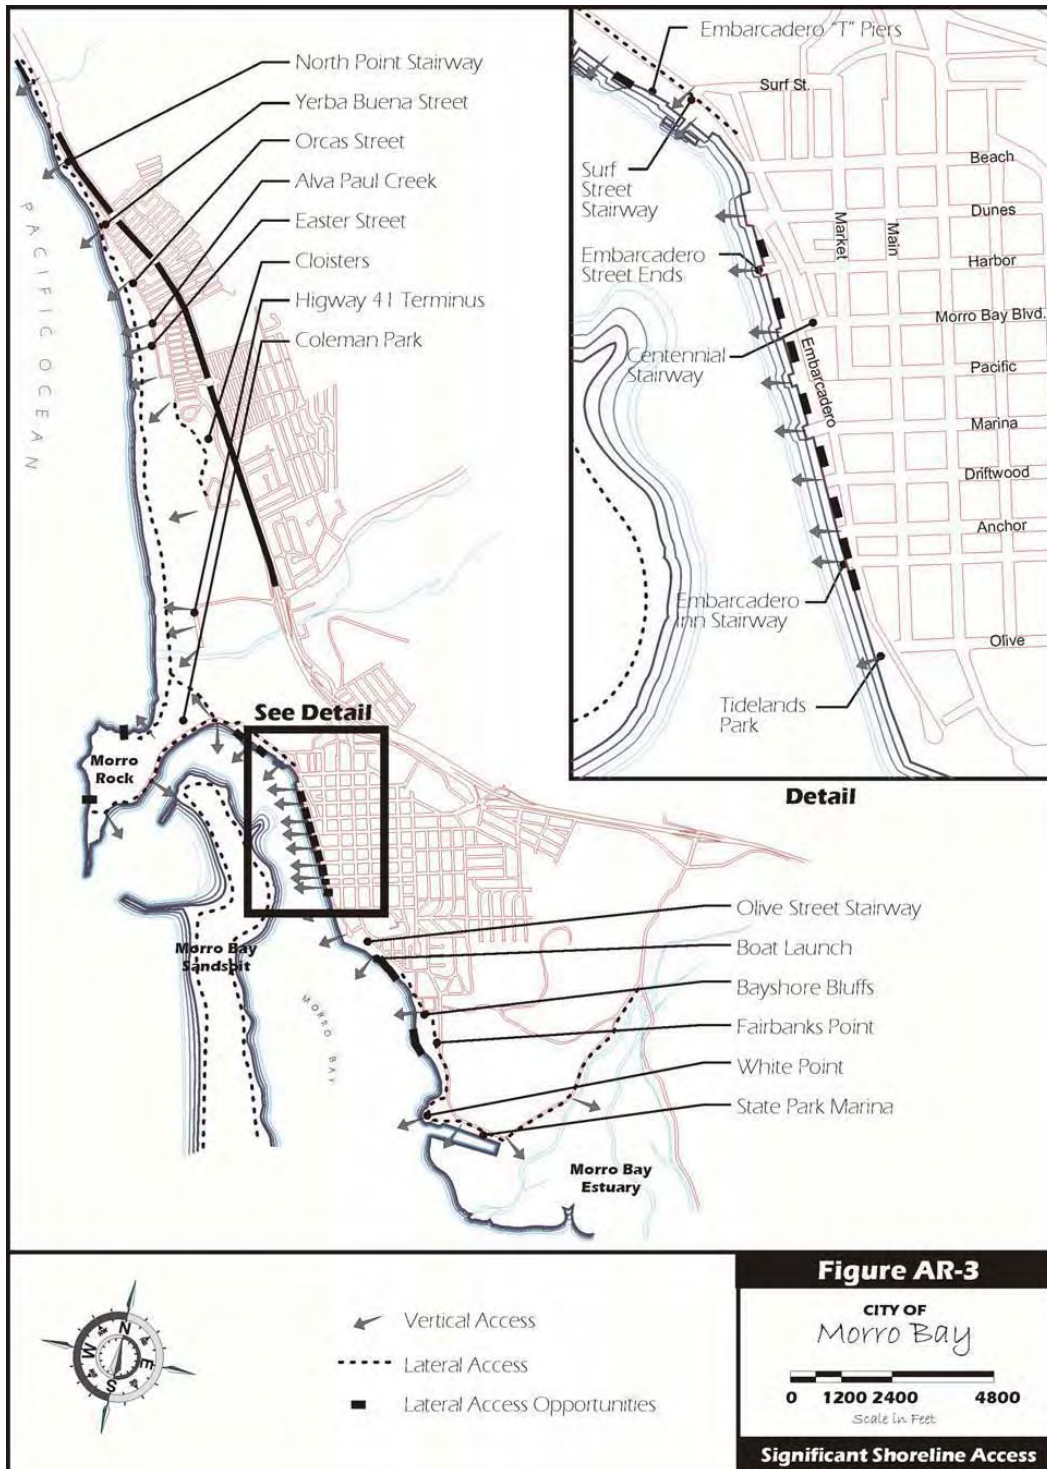 North Point Stairway
Yerba Buena Street
Orcas Street
Alva Paul Creek
Easter Street
Cloisters
Higway 41 Terminus
Coleman Park
PACIFIC OCEAN
See Detail
Morro
Rock
Morro Bay
Sandspit
MORRO BAY
Olive Street Stairway
Boat Launch
Bayshore Bluffs
Fairbanks Point
White Point
State Park Marina
Morro Bay
Estuary
Embarcadero "T" Piers
Surf St.
Surf
Street
Stairway
Beach
Dunes
Market
Main
Embarcadero
Street Ends
Harbor
Morro Bay Blvd.
Centennial
Stairway
Embarcadero
Pacific
Marina
Driftwood
Anchor
Embarcadero
Inn Stairway
Olive
Tidelands
Park
Detail
N
NE
E
S
W
NW
Vertical Access
Lateral Access
Lateral Access Opportunities
Figure AR-3
CITY OF
Morro Bay
0 1200 2400 4800
Scale in Feet
Significant Shoreline Access